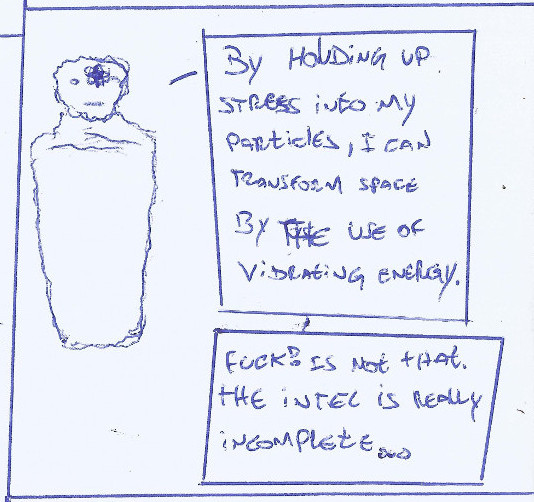 By HOLDING UP
STRESS iNtO MY
PARTiclES, I CAN
TRANSFORM SPACE
By THE USE OF
ViBRATiNG ENERGY.
FUCK? IS NOt tHAt.
tHE iNtEL iS REALLY
iNCOMPLEtE...